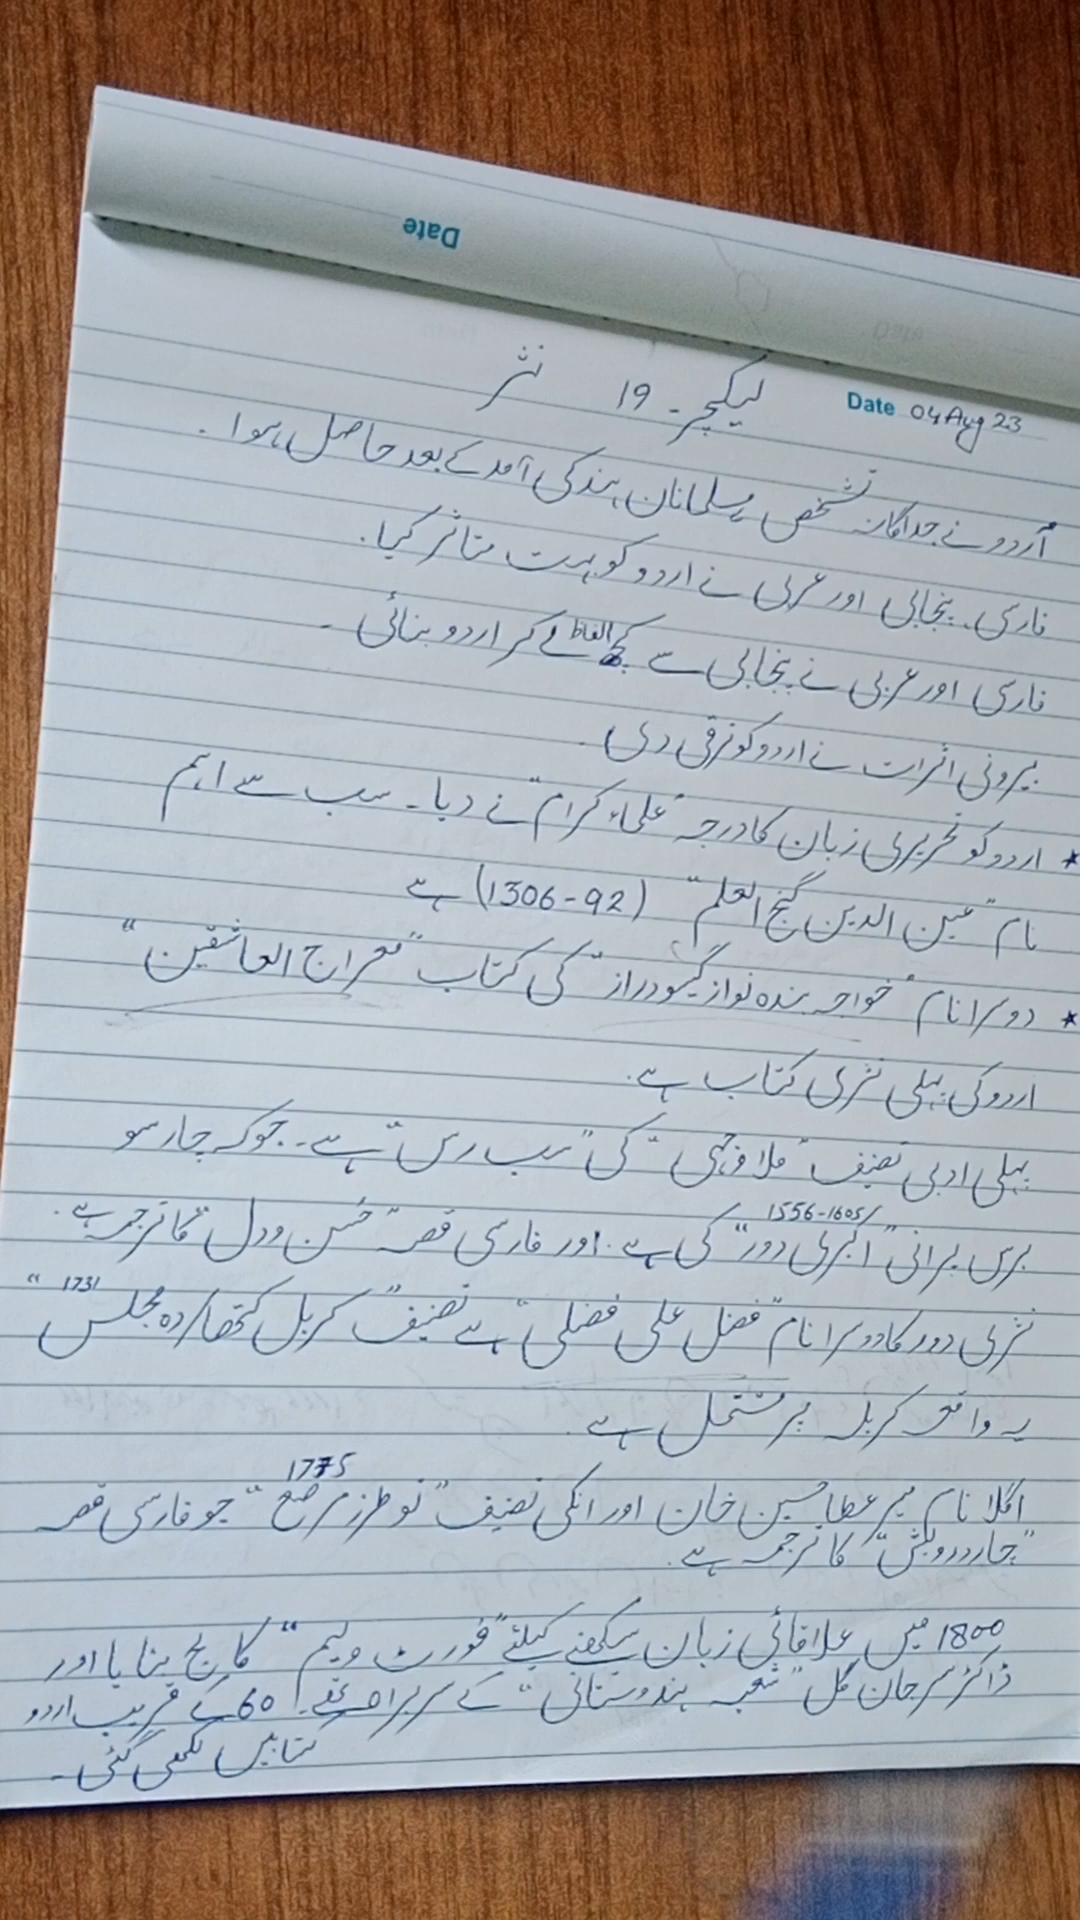 Date
Date 04 Aug 23
لیکچر - 19 نثر
اُردو نے جداگانہ تشخص مسلمانان ہند کی آمد کے بعد حاصل ہوا ۔
فارسی، پنجابی اور عربی نے اردو کو بہت متاثر کیا ۔
فارسی اور عربی نے پنجابی سے کچھ الفاظ لے کر اردو بنائی ۔
بیرونی اثرات نے اردو کو ترقی دی ۔
* اردو کو تحریری زبان کا درجہ "علماء کرام" نے دیا ۔ سب سے اہم
نام "عین الدین گنج العلم" (1306-92) ہے
* دوسرا نام "خواجہ بندہ نواز گیسو دراز" کی کتاب "معراج العاشقین"
اردو کی پہلی نثری کتاب ہے ۔
پہلی ادبی تصنیف "ملا وجہی" کی "سب رس" ہے ۔ جو کہ چار سو
برس پرانی "اکبری دور" 1556-1605 کی ہے ۔ اور فارسی قصہ "حسن و دل" کا ترجمہ ہے ۔
نثری دور کا دوسرا نام "فضل علی فضلی" ہے تصنیف "کربل کتھا/دہ مجلس" 1731
یہ واقعہ کربلہ پر مشتمل ہے ۔
اگلا نام میر عطا حسین خان اور انکی تصنیف "نو طرز مرصع" 1775 جو فارسی قصہ
"چار درویش" کا ترجمہ ہے ۔
1800 میں علاقائی زبان سیکھنے کیلئے "فورٹ ولیم" کالج بنایا اور
ڈاکٹر سر جان گل "شعبہ ہندوستانی" کے سربراہ تھے ۔ 60 کے قریب اردو
کتابیں لکھی گئی ۔